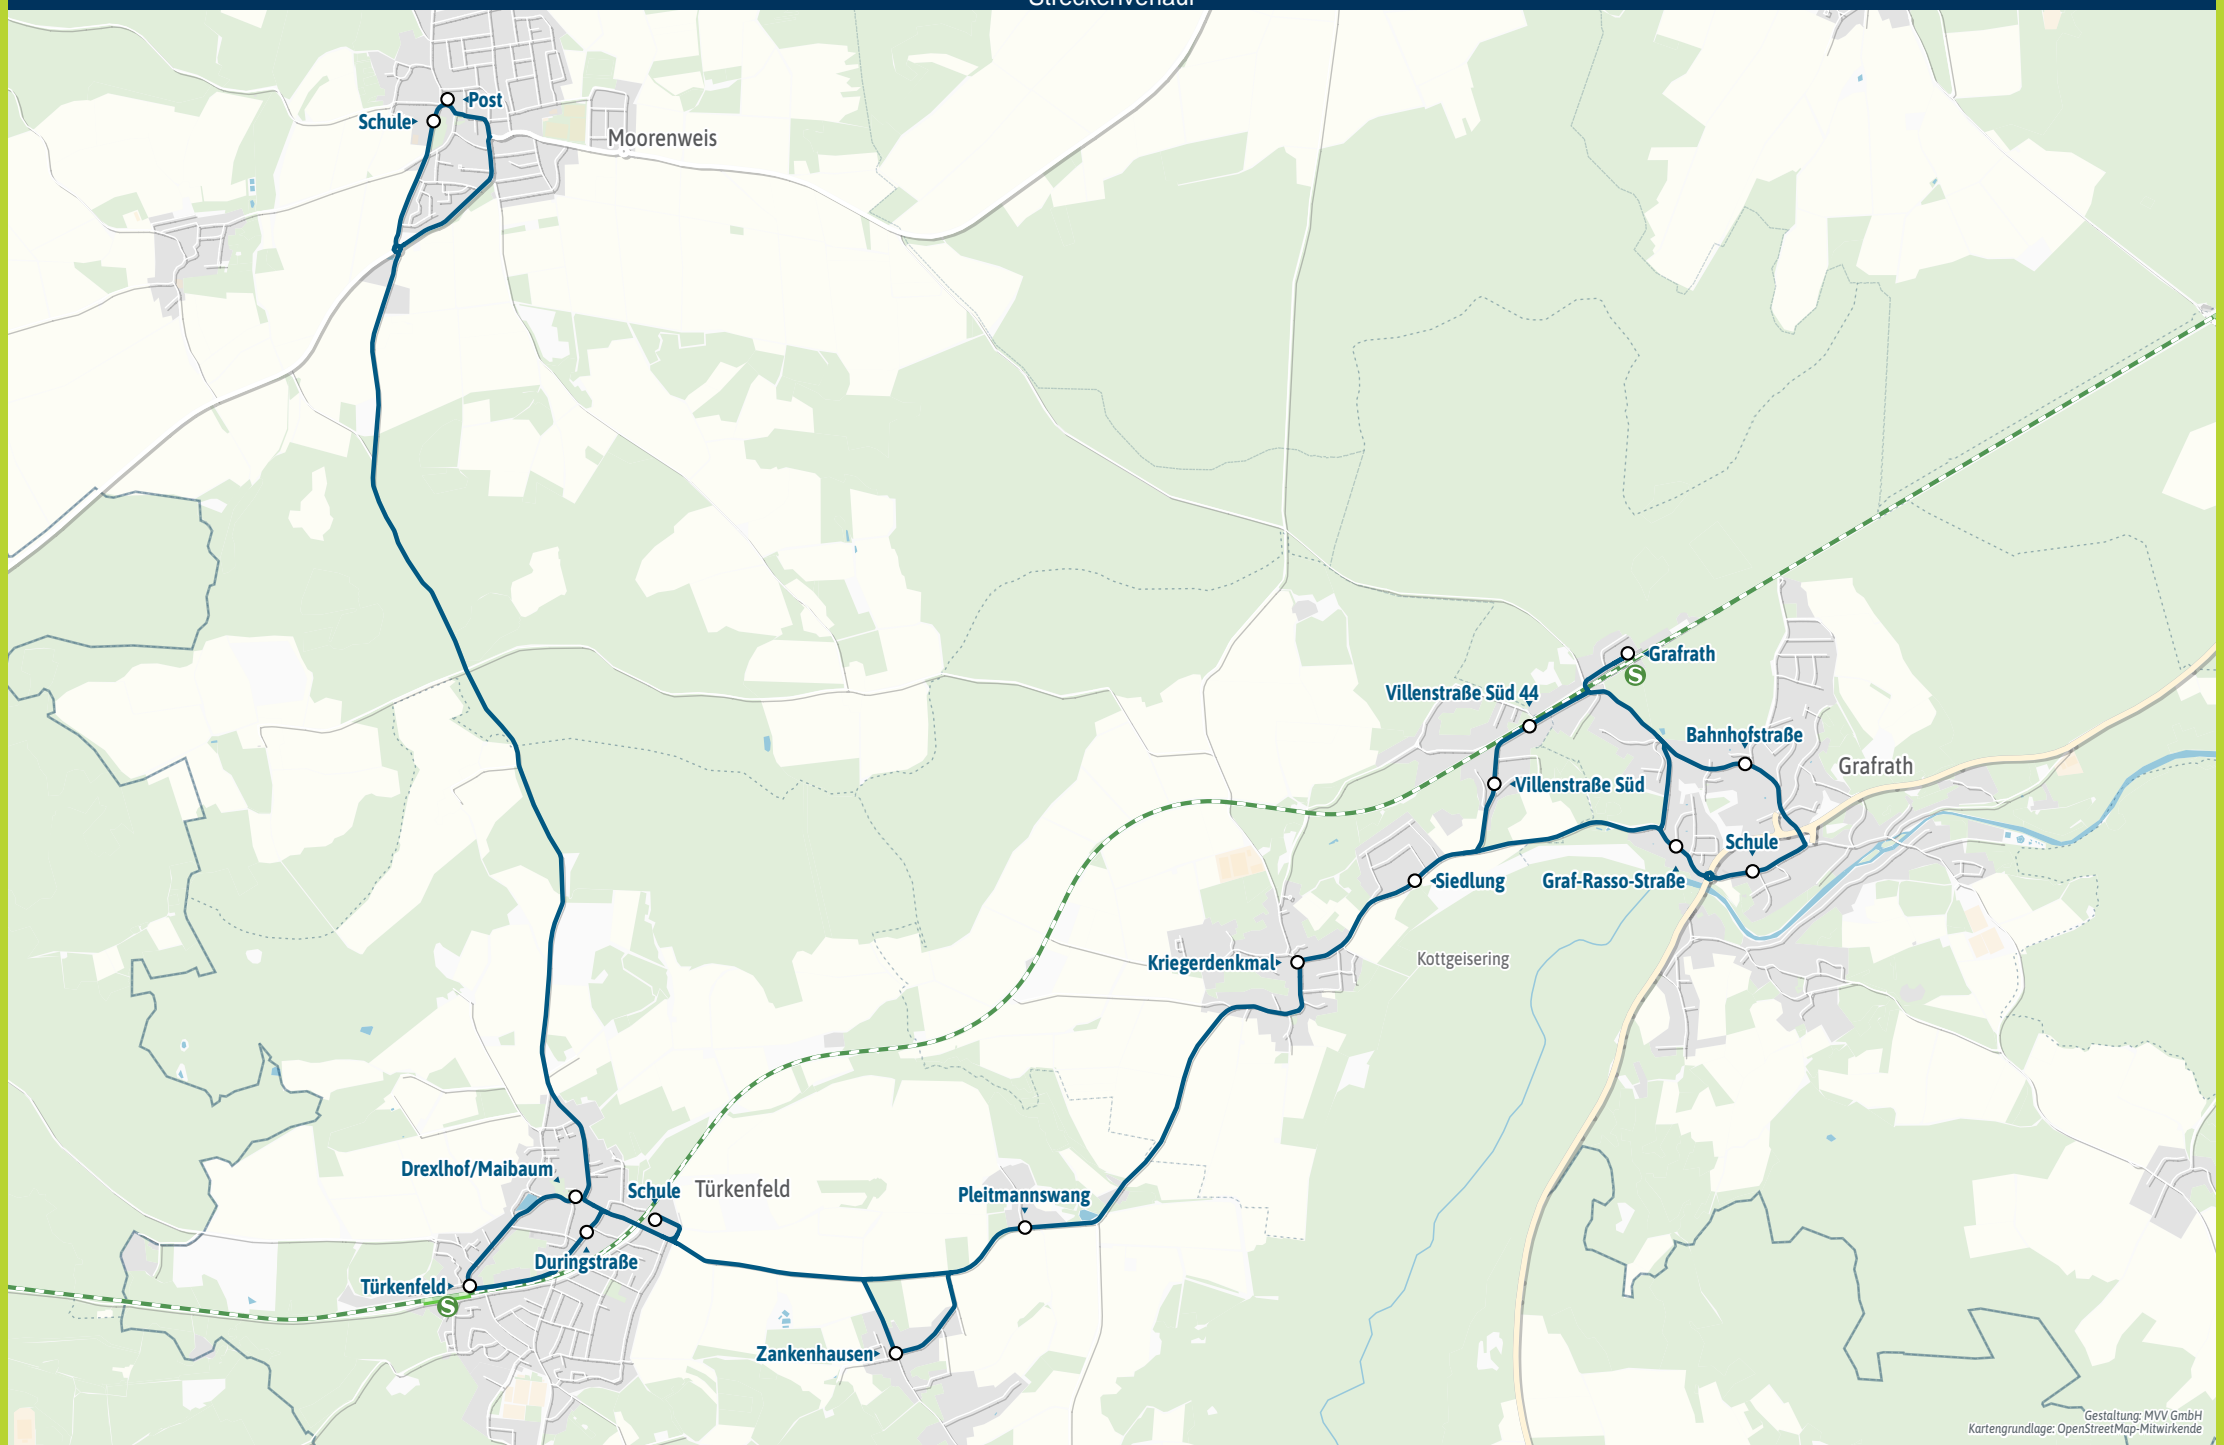 Streckenverlauf
Post
Schule
Moorenweis
Grafrath
S
Villenstraße Süd 44
Bahnhofstraße
Grafrath
Villenstraße Süd
Schule
Siedlung
Graf-Rasso-Straße
Kriegerdenkmal
Kottgeisering
Drexlhof/Maibaum
Schule
Türkenfeld
Pleitmannswang
Duringstraße
Türkenfeld
S
Zankenhausen
Gestaltung: MVV GmbH
Kartengrundlage: OpenStreetMap-Mitwirkende